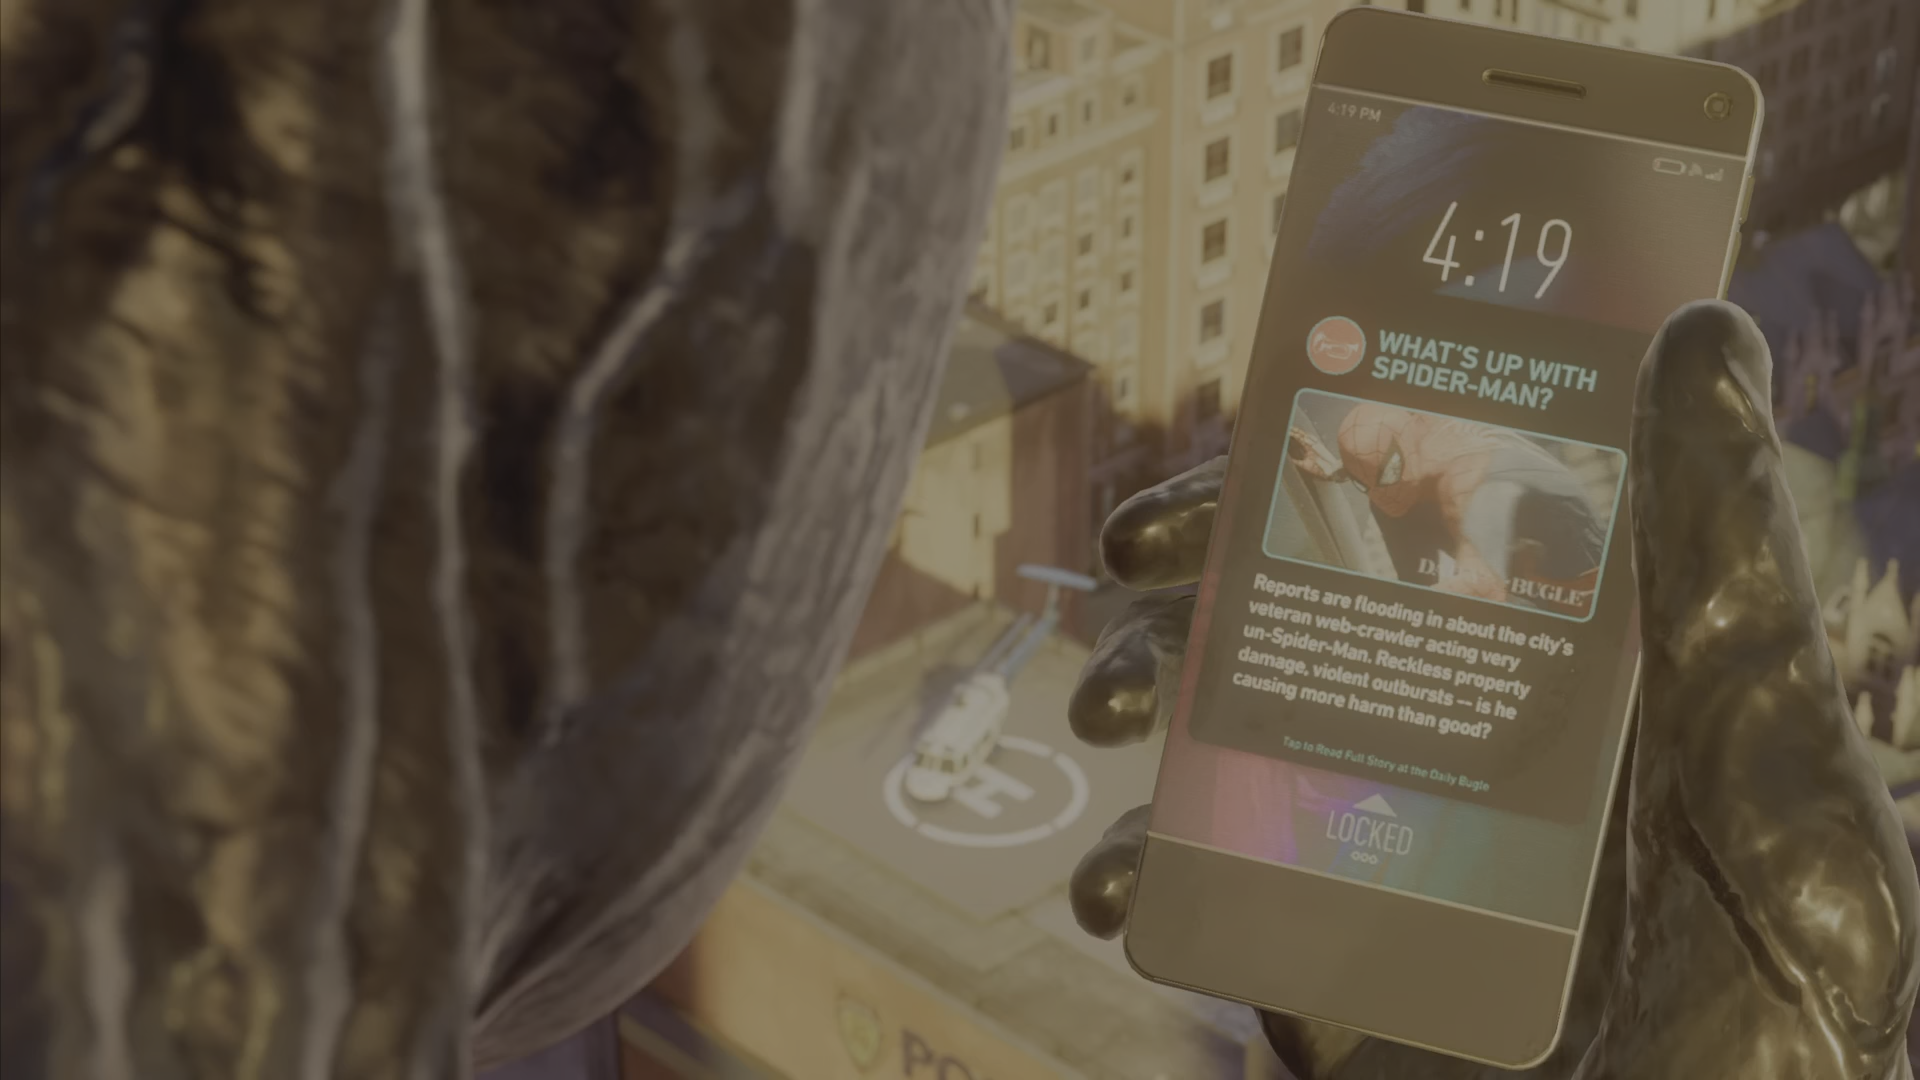 4:19 PM
4:19
WHAT'S UP WITH
SPIDER-MAN?
DAILY BUGLE
Reports are flooding in about the city's
veteran web-crawler acting very
un-Spider-Man. Reckless property
damage, violent outbursts -- is he
causing more harm than good?
Tap to Read Full Story at the Daily Bugle
LOCKED
H
PO